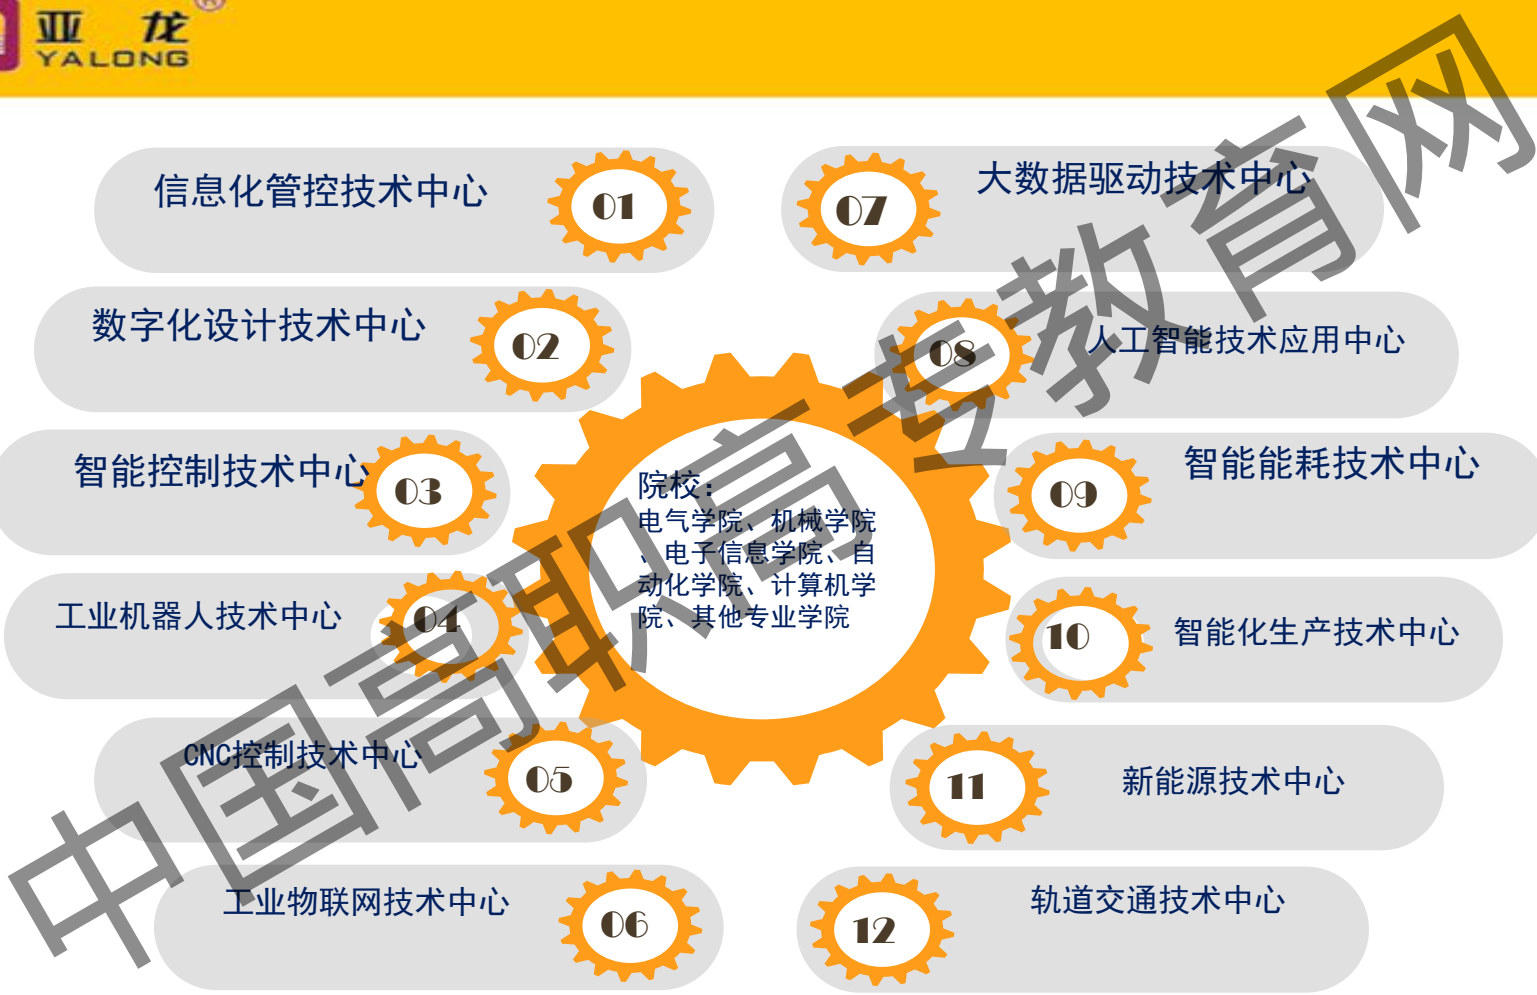 亚龙®
YALONG
信息化管控技术中心
01
数字化设计技术中心
02
智能控制技术中心
03
工业机器人技术中心
04
CNC控制技术中心
05
工业物联网技术中心
06
院校：
电气学院、机械学院
、电子信息学院、自
动化学院、计算机学
院、其他专业学院
07
大数据驱动技术中心
08
人工智能技术应用中心
09
智能能耗技术中心
10
智能化生产技术中心
11
新能源技术中心
12
轨道交通技术中心
中国高职高专教育网